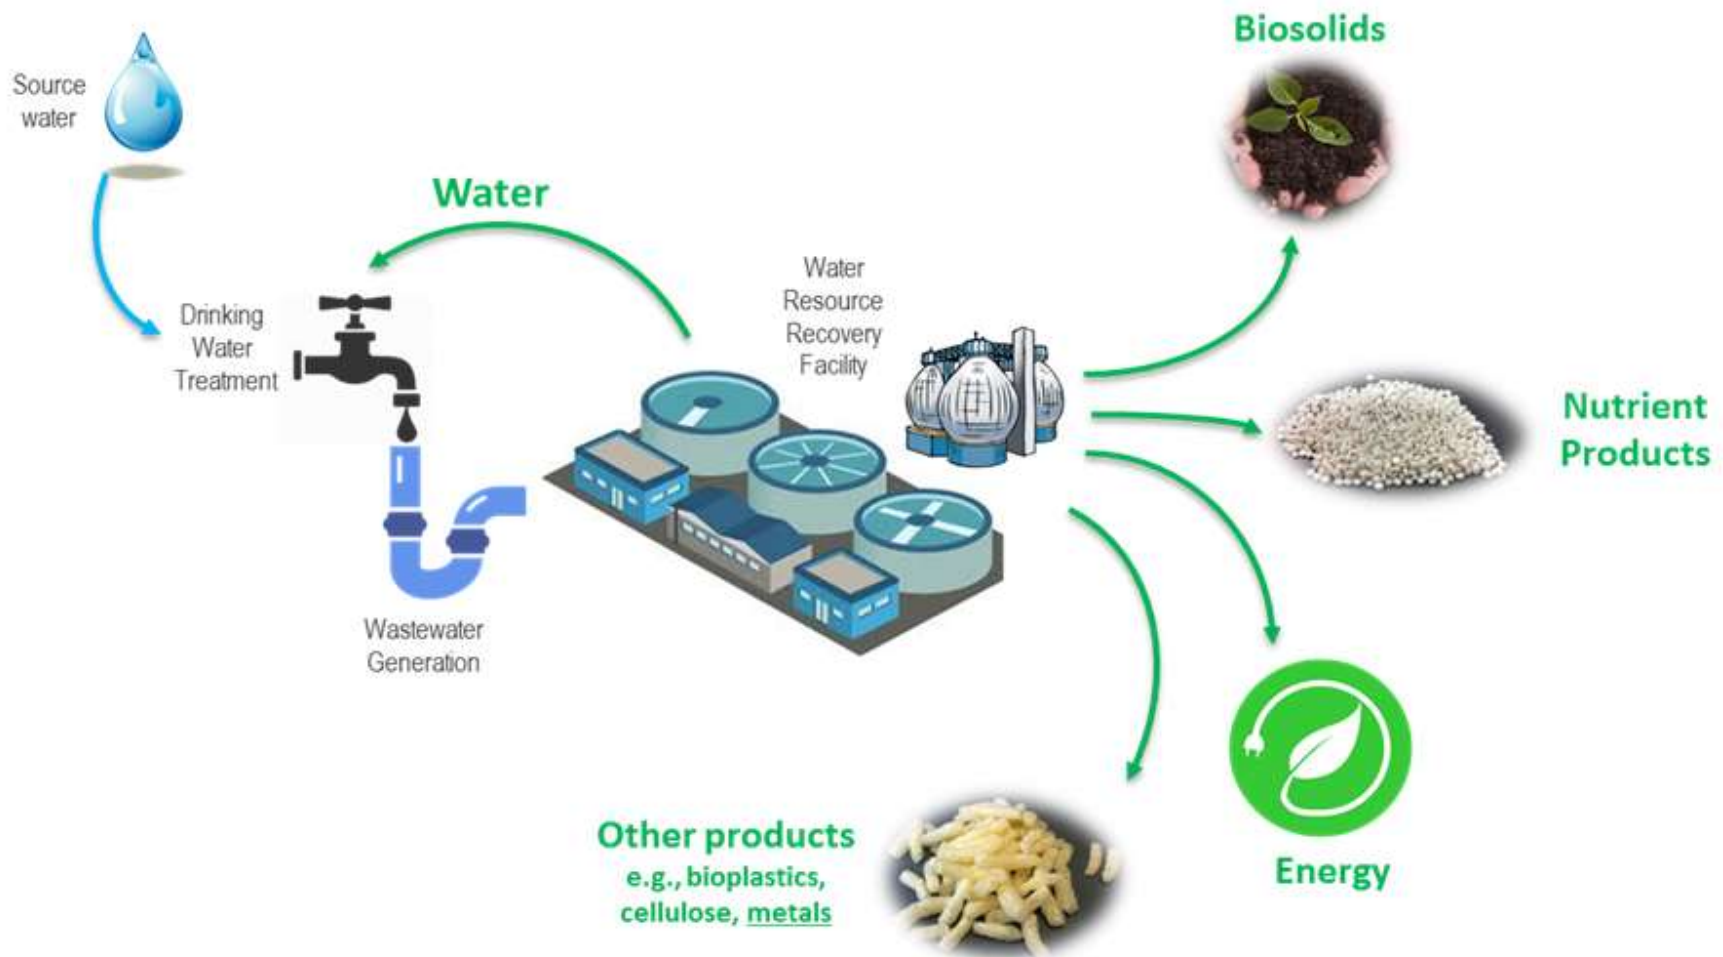 Biosolids
Source
water
Water
Water
Resource
Recovery
Facility
Drinking
Water
Treatment
Nutrient
Products
Wastewater
Generation
Other products
e.g., bioplastics,
cellulose, metals
Energy